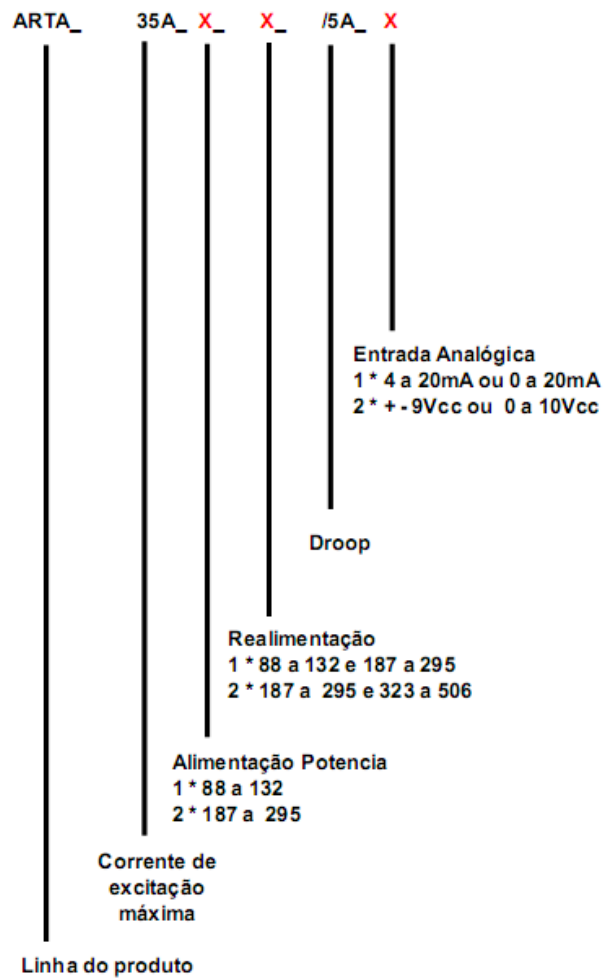 ARTA_ 35A_ X_ X_ /5A_ X
Entrada Analógica
1 * 4 a 20mA ou 0 a 20mA
2 * + - 9Vcc ou 0 a 10Vcc
Droop
Realimentação
1 * 88 a 132 e 187 a 295
2 * 187 a 295 e 323 a 506
Alimentação Potencia
1 * 88 a 132
2 * 187 a 295
Corrente de
excitação
máxima
Linha do produto